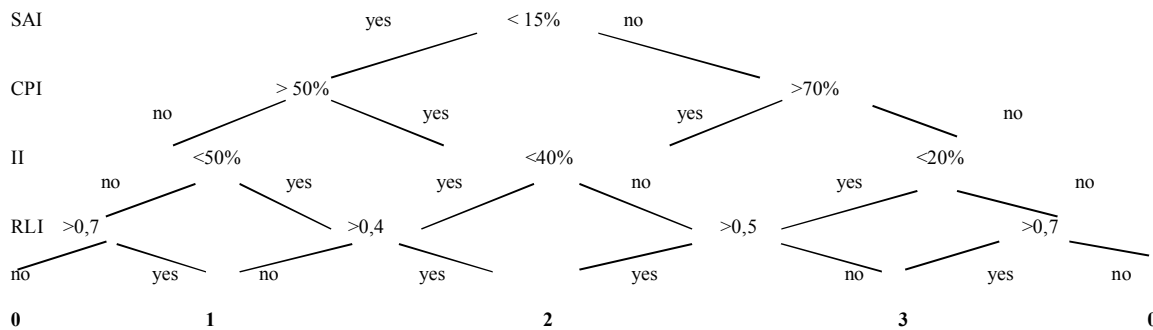 SAI yes < 15% no
CPI > 50% >70%
no yes yes no
II <50% <40% <20%
no yes yes no yes no
RLI >0,7 >0,4 >0,5 >0,7
no yes no yes yes no yes no
0 1 2 3 0